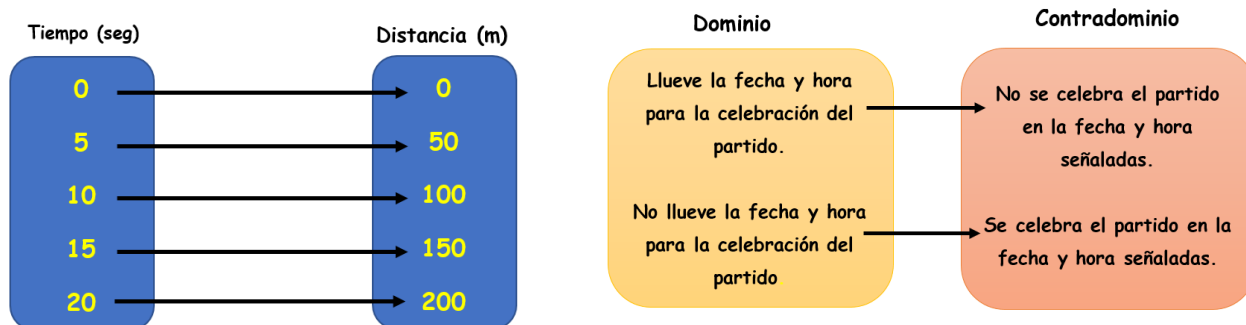 Tiempo (seg)
Distancia (m)
0
0
5
50
10
100
15
150
20
200
Dominio
Contradominio
Llueve la fecha y hora
para la celebración del
partido.
No se celebra el partido
en la fecha y hora
señaladas.
No llueve la fecha y hora
para la celebración del
partido
Se celebra el partido en la
fecha y hora señaladas.